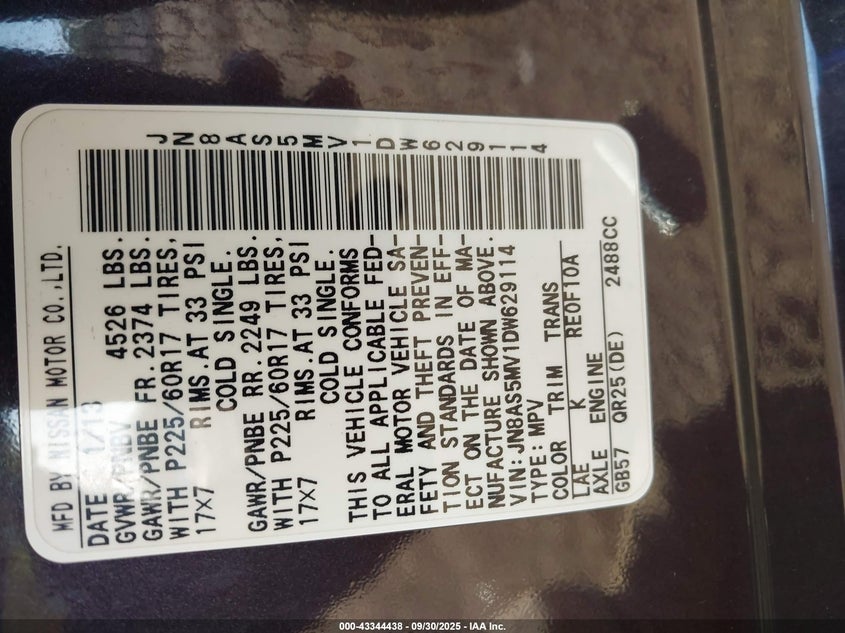 MFD BY NISSAN MOTOR CO.,LTD.
DATE 1/13
GVWR/PNBV 4526 LBS.
GAWR/PNBE FR. 2374 LBS.
WITH P225/60R17 TIRES,
17X7 RIMS.AT 33 PSI
COLD SINGLE.
GAWR/PNBE RR. 2249 LBS.
WITH P225/60R17 TIRES,
17X7 RIMS.AT 33 PSI
COLD SINGLE.
THIS VEHICLE CONFORMS
TO ALL APPLICABLE FED-
ERAL MOTOR VEHICLE SA-
FETY AND THEFT PREVEN-
TION STANDARDS IN EFF-
ECT ON THE DATE OF MA-
NUFACTURE SHOWN ABOVE.
VIN:JN8AS5MV1DW629114
TYPE:MPV
COLOR TRIM TRANS
LAE K RE0F10A
AXLE ENGINE
GB57 QR25(DE) 2488CC
JN8AS5MV1DW629114
000-43344438 - 09/30/2025 - IAA Inc.